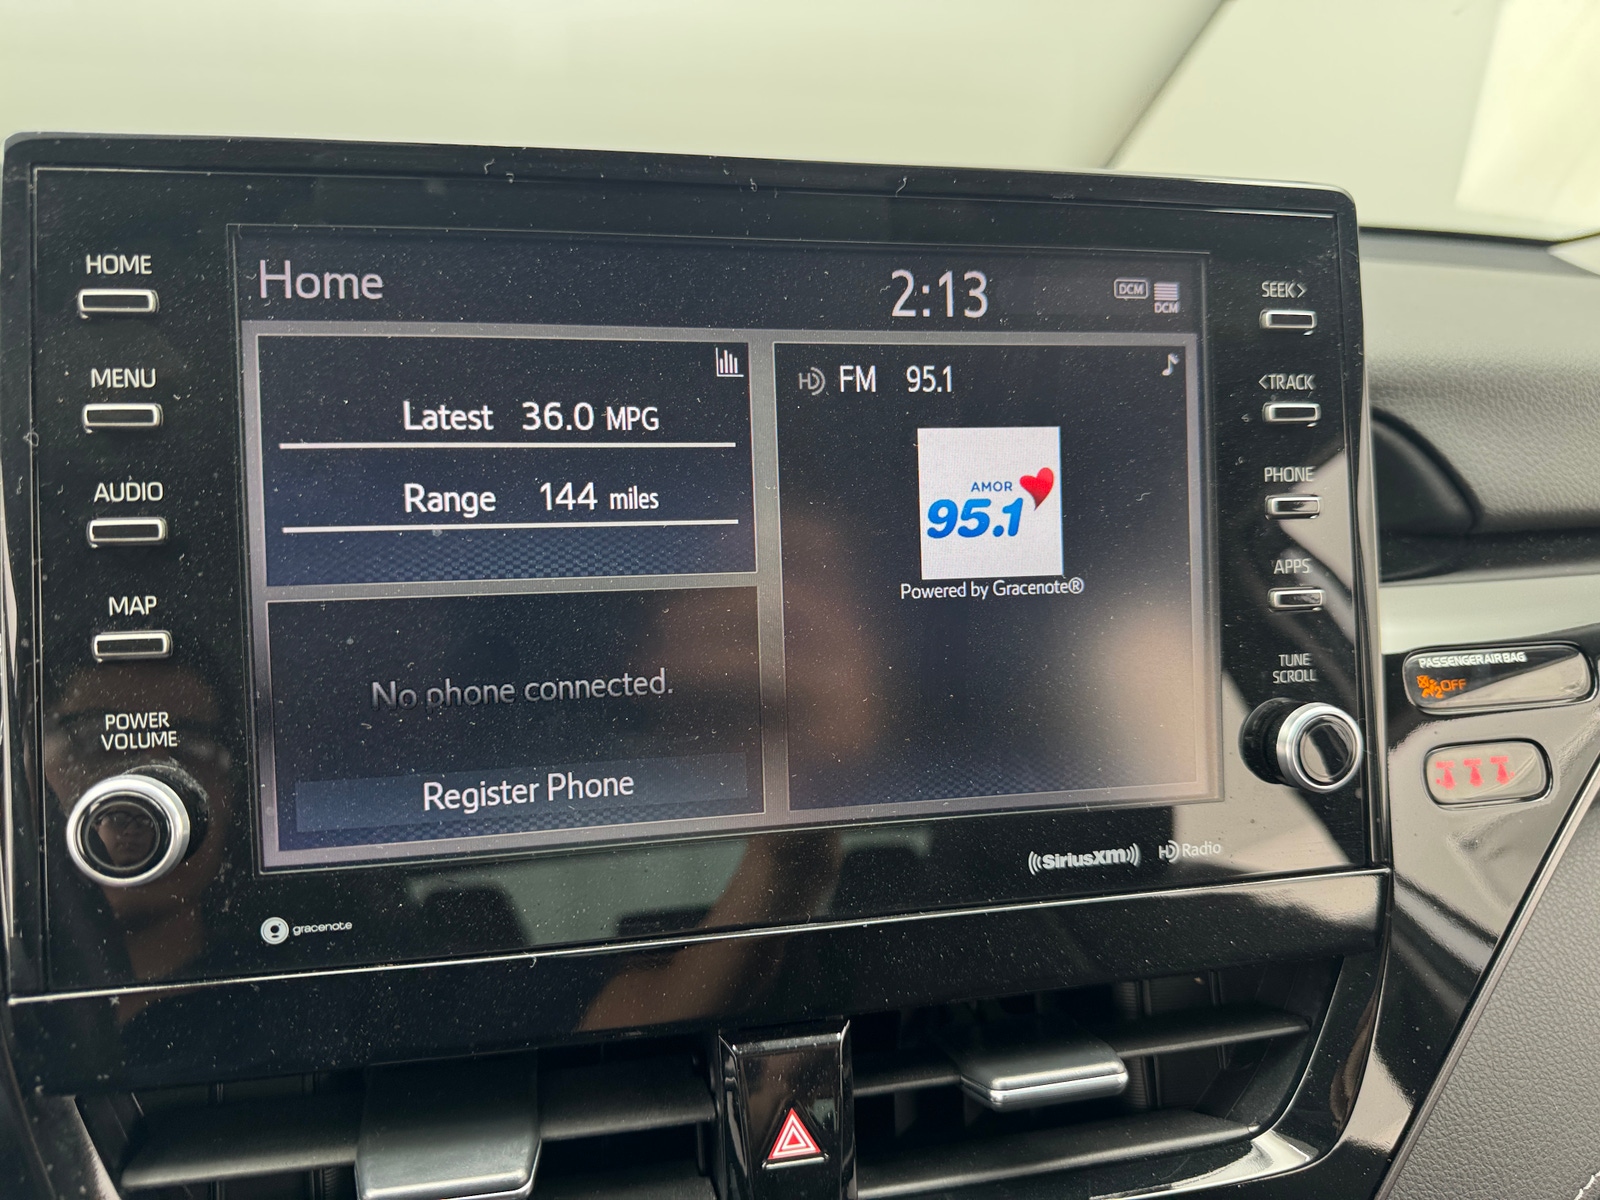 HOME
MENU
AUDIO
MAP
POWER
VOLUME
Home
2:13
DCM
DCM
Latest 36.0 MPG
Range 144 miles
No phone connected.
Register Phone
HD FM 95.1
AMOR
95.1
Powered by Gracenote®
SEEK>
<TRACK
PHONE
APPS
TUNE
SCROLL
PASSENGER AIR BAG
2 OFF
((SiriusXM))
HD Radio
gracenote